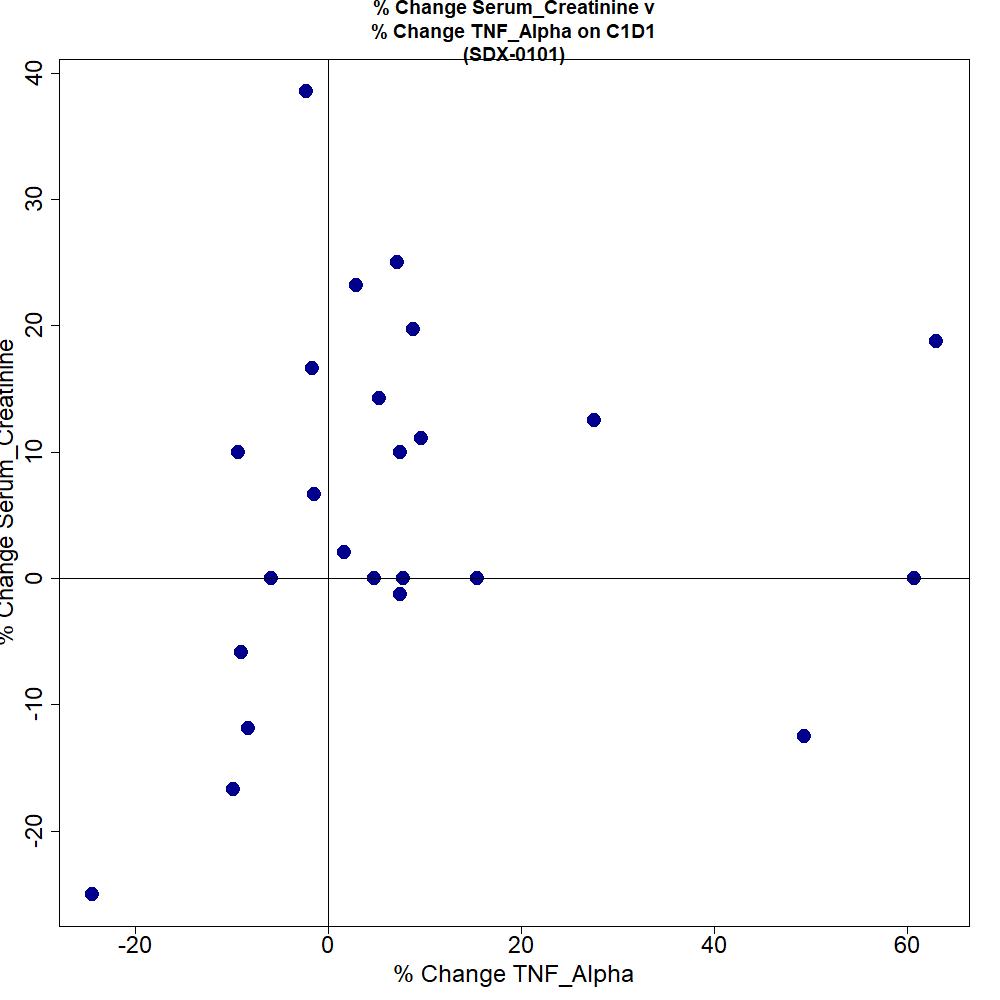 % Change Serum_Creatinine v
% Change TNF_Alpha on C1D1
(SDX-0101)
% Change Serum_Creatinine
40
30
20
10
0
-10
-20
-20
0
20
40
60
% Change TNF_Alpha